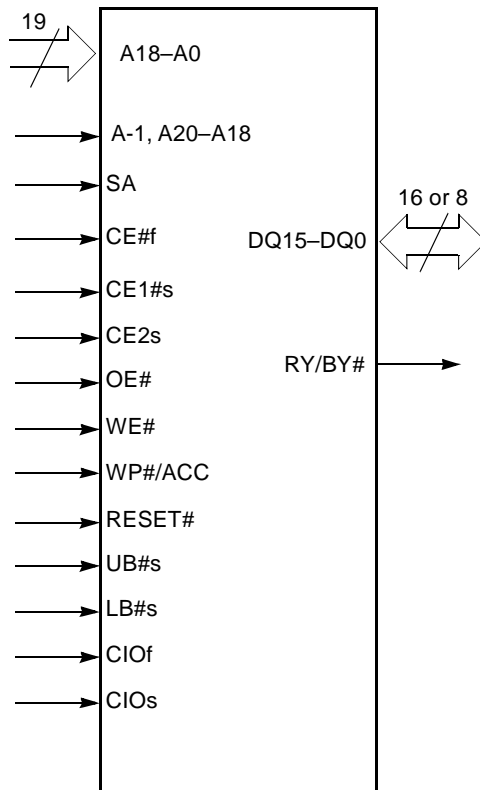 19
A18–A0
A-1, A20–A18
SA
16 or 8
CE#f
DQ15–DQ0
CE1#s
CE2s
RY/BY#
OE#
WE#
WP#/ACC
RESET#
UB#s
LB#s
CIOf
CIOs